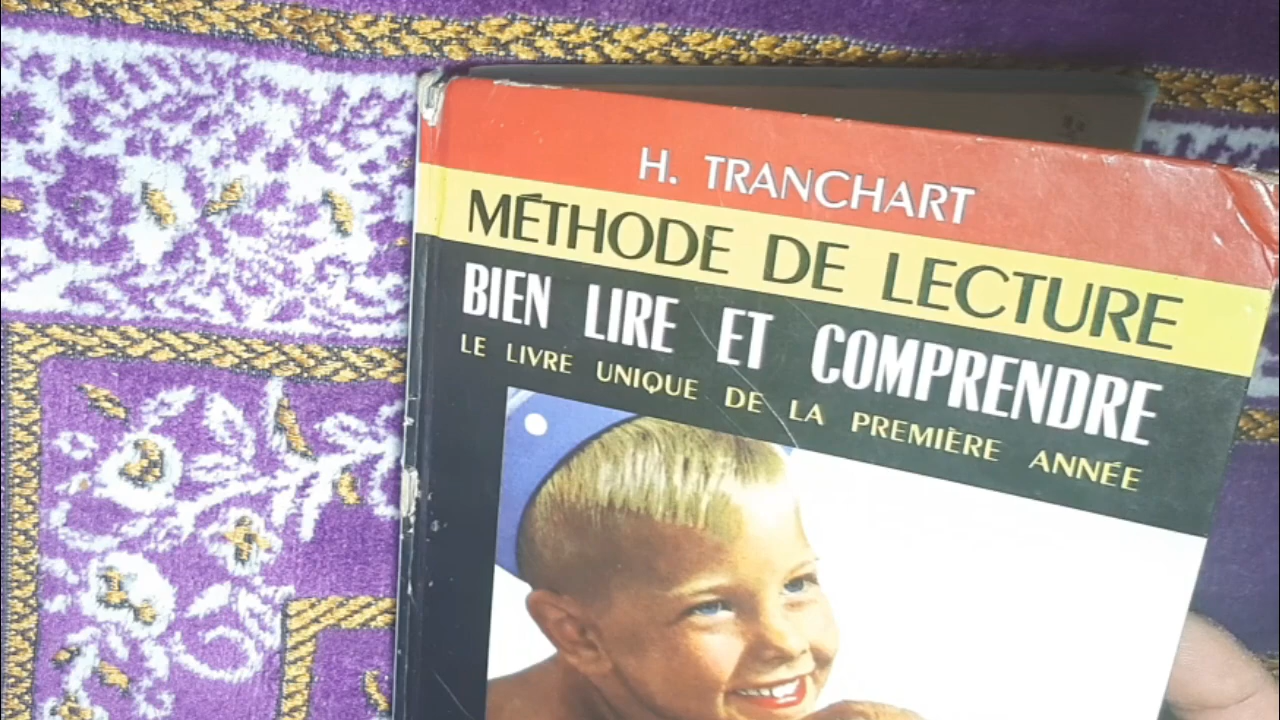 H. TRANCHART
MÉTHODE DE LECTURE
BIEN LIRE ET COMPRENDRE
LE LIVRE UNIQUE DE LA PREMIÈRE ANNÉE